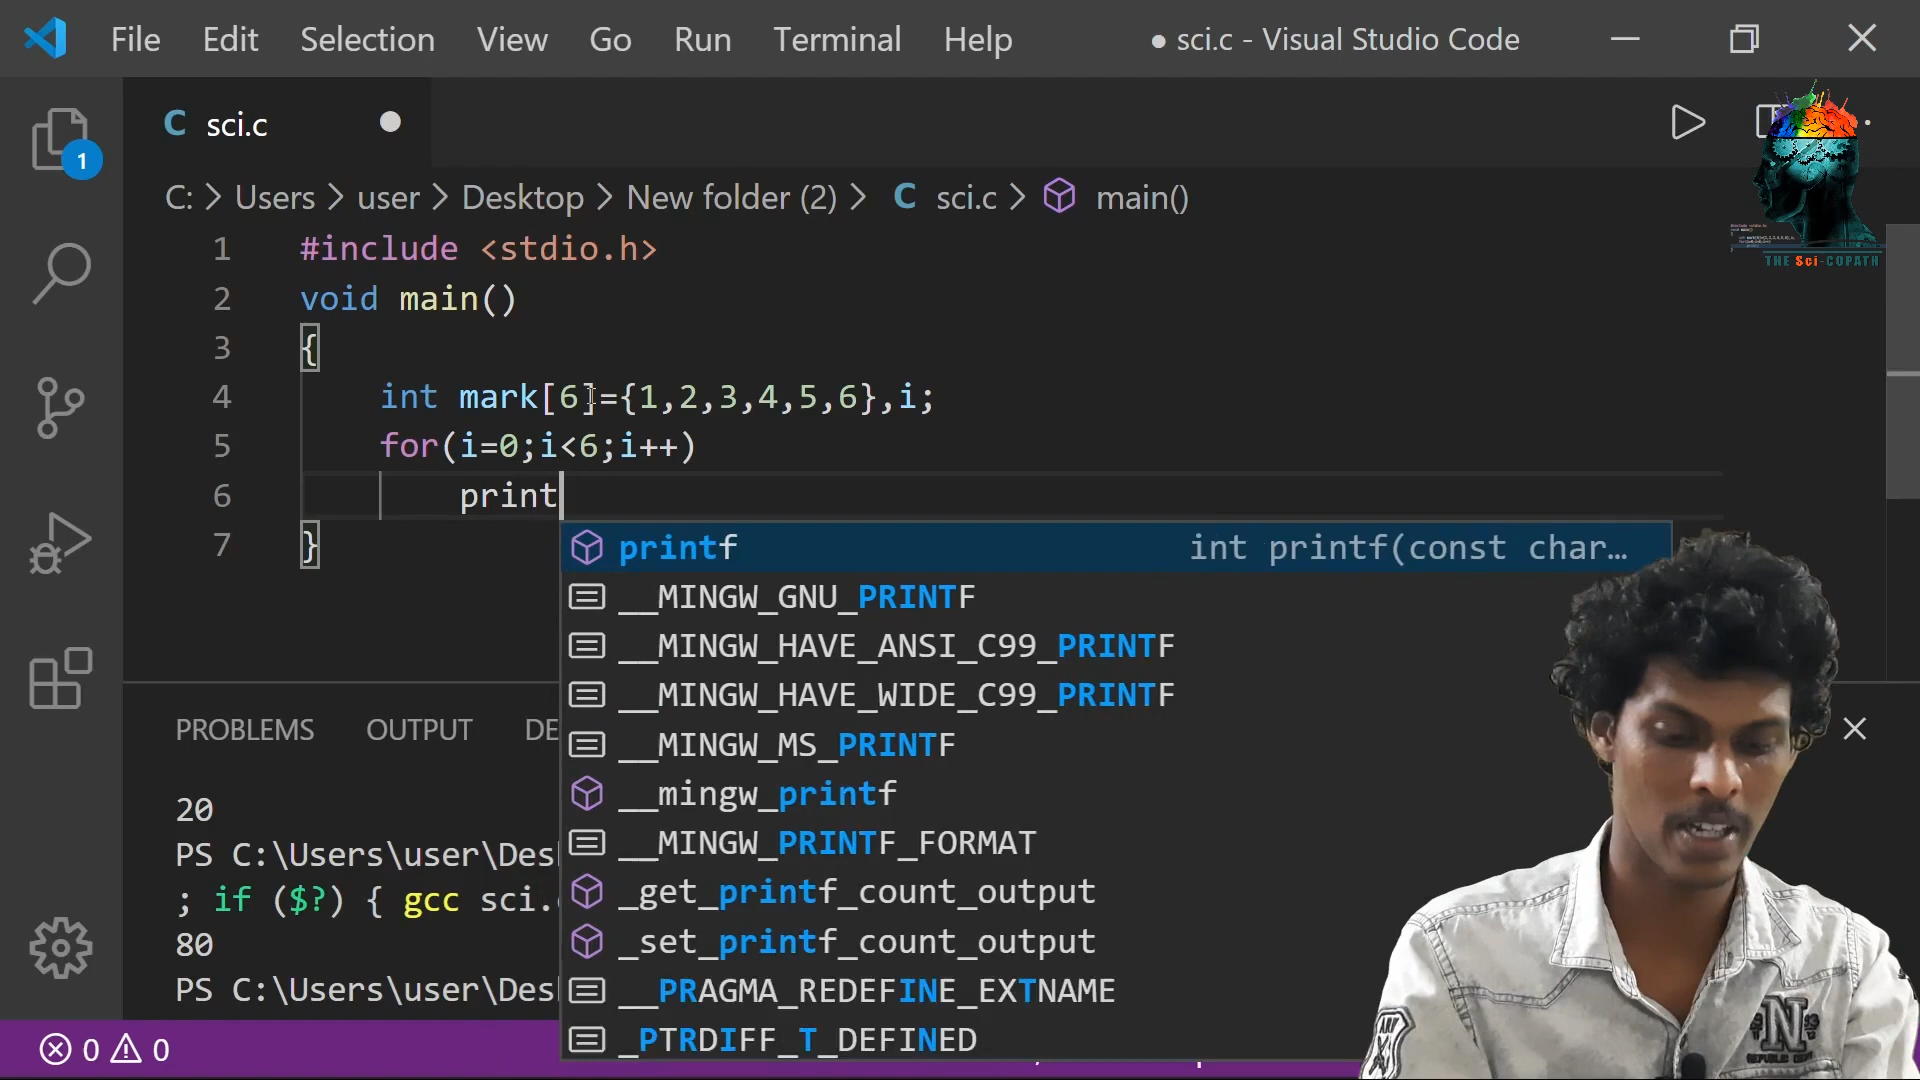 File Edit Selection View Go Run Terminal Help ● sci.c - Visual Studio Code
C sci.c
1
C: > Users > user > Desktop > New folder (2) > C sci.c > main()
1 #include <stdio.h>
2 void main()
3 {
4 int mark[6]={1,2,3,4,5,6},i;
5 for(i=0;i<6;i++)
6 print
7 }
THE Sci-COPATH
printf int printf(const char…
__MINGW_GNU_PRINTF
__MINGW_HAVE_ANSI_C99_PRINTF
__MINGW_HAVE_WIDE_C99_PRINTF
__MINGW_MS_PRINTF
__mingw_printf
__MINGW_PRINTF_FORMAT
_get_printf_count_output
_set_printf_count_output
__PRAGMA_REDEFINE_EXTNAME
_PTRDIFF_T_DEFINED
PROBLEMS OUTPUT DE
20
PS C:\Users\user\Des
; if ($?) { gcc sci.
80
PS C:\Users\user\Des
0 0
N